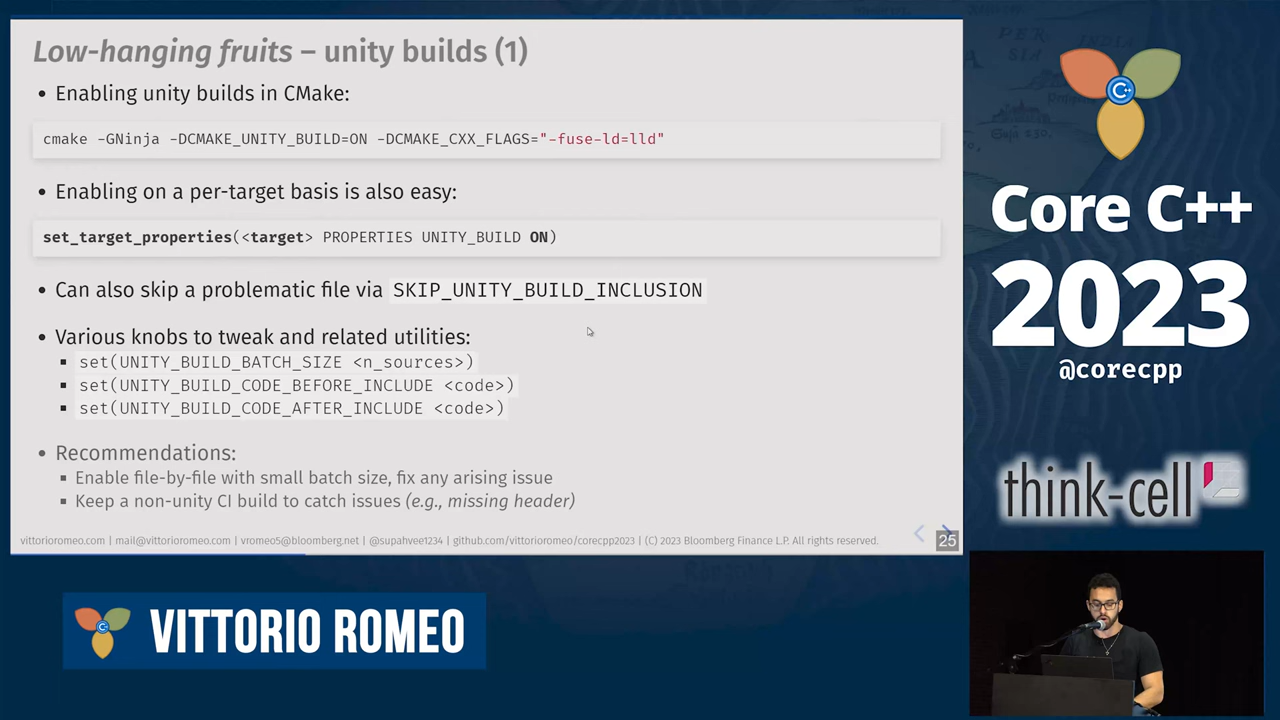 Low-hanging fruits – unity builds (1)
• Enabling unity builds in CMake:
cmake -GNinja -DCMAKE_UNITY_BUILD=ON -DCMAKE_CXX_FLAGS="-fuse-ld=lld"
• Enabling on a per-target basis is also easy:
set_target_properties(<target> PROPERTIES UNITY_BUILD ON)
• Can also skip a problematic file via SKIP_UNITY_BUILD_INCLUSION
• Various knobs to tweak and related utilities:
▪ set(UNITY_BUILD_BATCH_SIZE <n_sources>)
▪ set(UNITY_BUILD_CODE_BEFORE_INCLUDE <code>)
▪ set(UNITY_BUILD_CODE_AFTER_INCLUDE <code>)
• Recommendations:
▪ Enable file-by-file with small batch size, fix any arising issue
▪ Keep a non-unity CI build to catch issues (e.g., missing header)
vittorioromeo.com | mail@vittorioromeo.com | vromeo5@bloomberg.net | @supahvee1234 | github.com/vittorioromeo/corecpp2023 | (C) 2023 Bloomberg Finance L.P. All rights reserved.
25
C++
Core C++
2023
@corecpp
think-cell
VITTORIO ROMEO